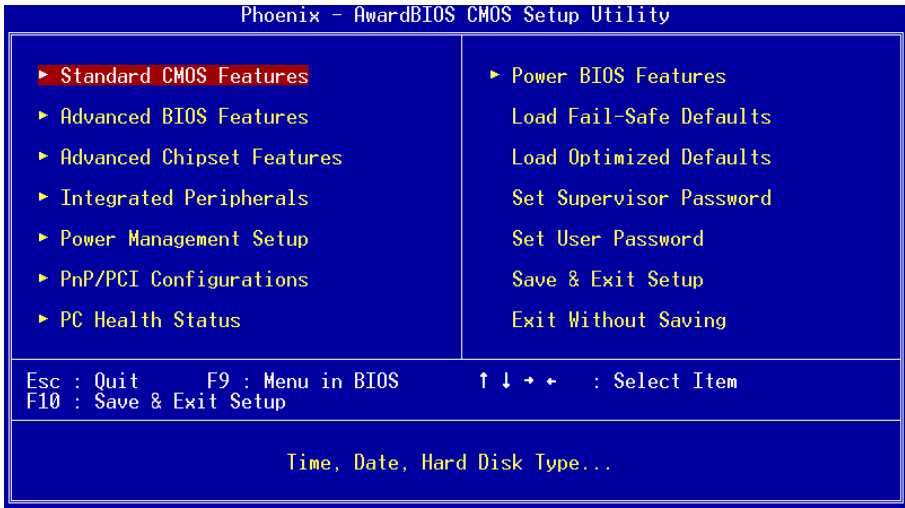 Phoenix - AwardBIOS CMOS Setup Utility
► Standard CMOS Features
► Advanced BIOS Features
► Advanced Chipset Features
► Integrated Peripherals
► Power Management Setup
► PnP/PCI Configurations
► PC Health Status
► Power BIOS Features
Load Fail-Safe Defaults
Load Optimized Defaults
Set Supervisor Password
Set User Password
Save & Exit Setup
Exit Without Saving
Esc : Quit F9 : Menu in BIOS ↑ ↓ → ← : Select Item
F10 : Save & Exit Setup
Time, Date, Hard Disk Type...